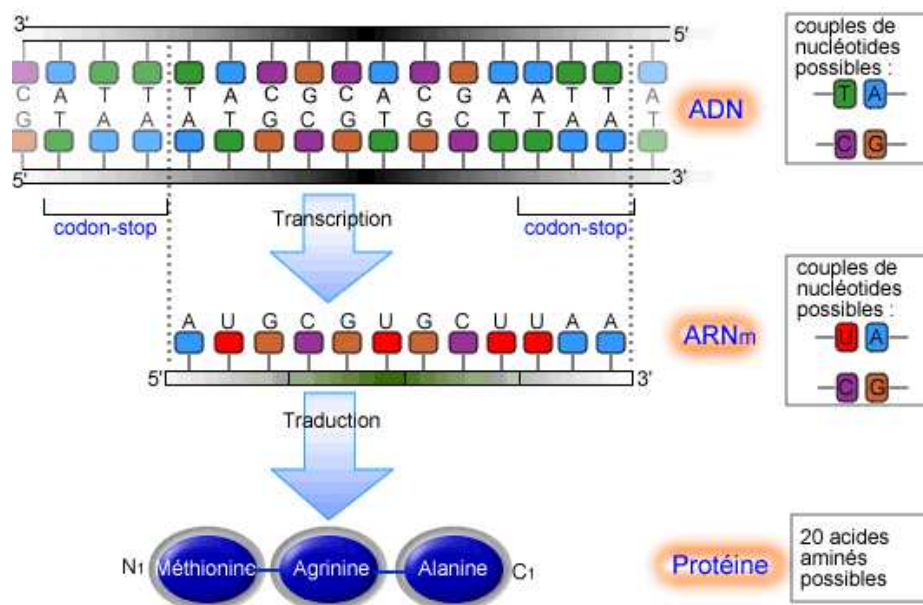 3'
5'
couples de
nucléotides
possibles :
T A
C G
C A T T T A C G C A C G A A T T A
G T A A A T G C G T G C T T A A T
ADN
5'
3'
codon-stop
Transcription
codon-stop
couples de
nucléotides
possibles :
U A
C G
A U G C G U G C U U A A
ARNm
5'
3'
Traduction
N1
Méthionine
Agrinine
Alanine
C1
Protéine
20 acides
aminés
possibles